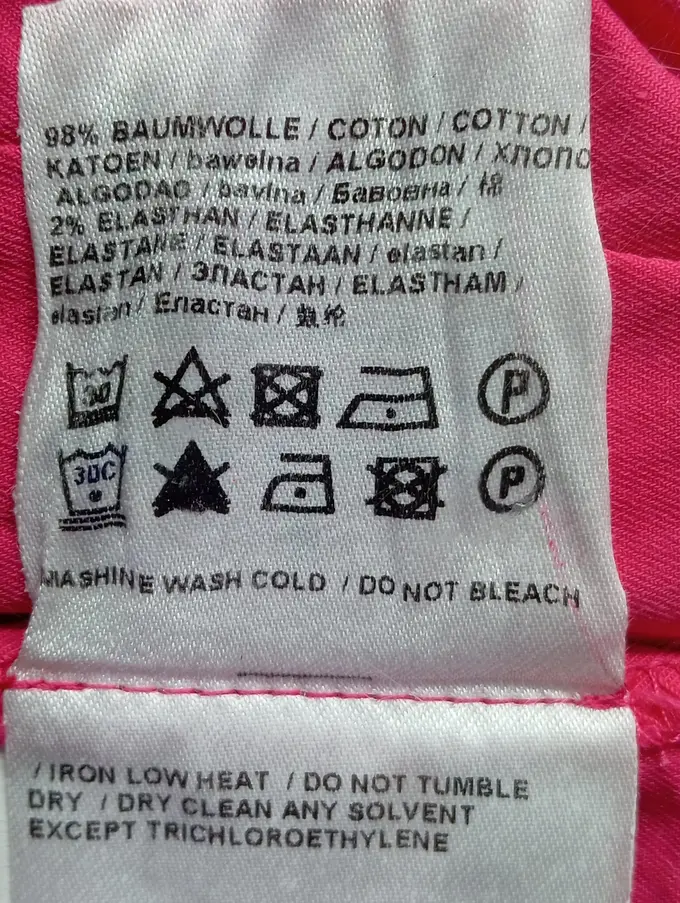 98% BAUMWOLLE / COTON / COTTON /
KATOEN / bawełna / ALGODON / Хлопо
ALGODAO / bavlna / Бавовна / 棉
2% ELASTHAN / ELASTHANNE /
ELASTANE / ELASTAAN / elastan /
ELASTAN / ЭЛАСТАН / ELASTHAM /
elastan / Еластан / 氨纶
30 P
30C P
MASHINE WASH COLD / DO NOT BLEACH
/ IRON LOW HEAT / DO NOT TUMBLE
DRY / DRY CLEAN ANY SOLVENT
EXCEPT TRICHLOROETHYLENE